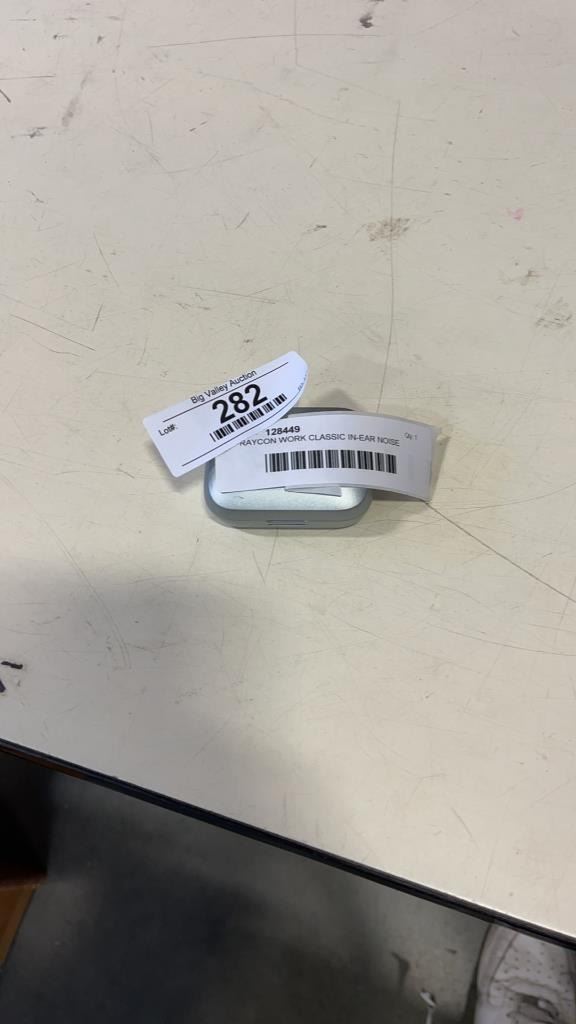 Big Valley Auction
Lot#:
282
128449
RAYCON WORK CLASSIC IN-EAR NOISE
Qty: 1